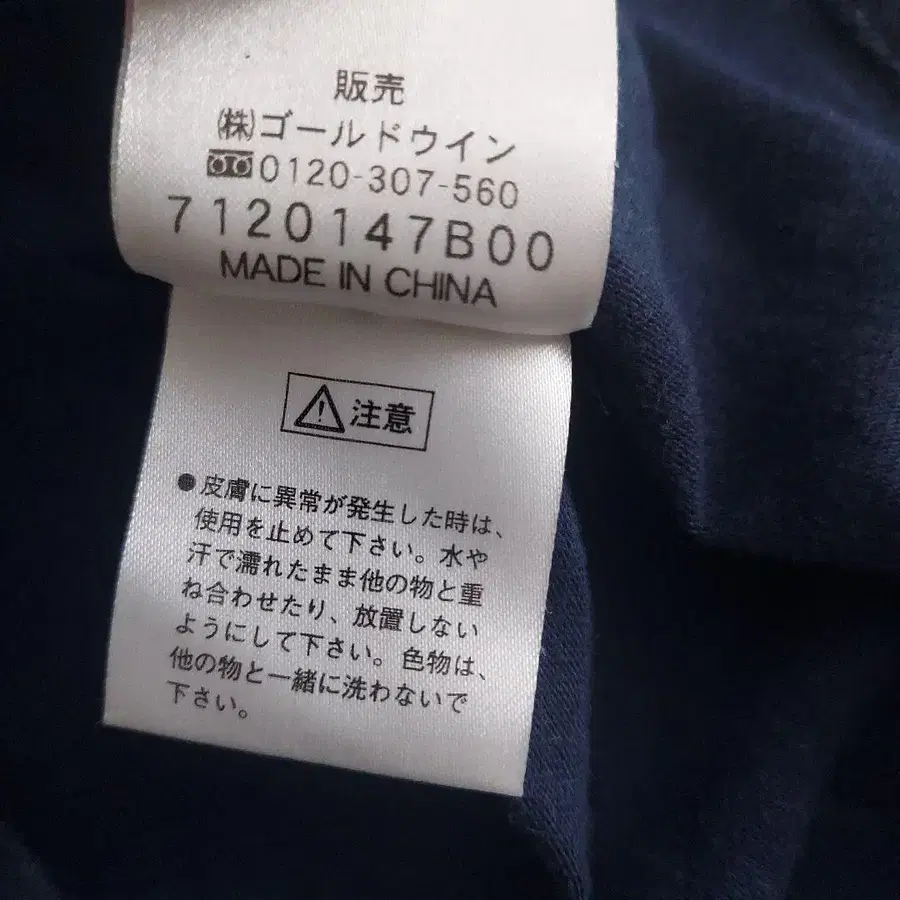 販売
(株)ゴールドウイン
0120-307-560
7120147B00
MADE IN CHINA
注意
●皮膚に異常が発生した時は、
使用を止めて下さい。水や
汗で濡れたまま他の物と重
ね合わせたり、放置しない
ようにして下さい。色物は、
他の物と一緒に洗わないで
下さい。